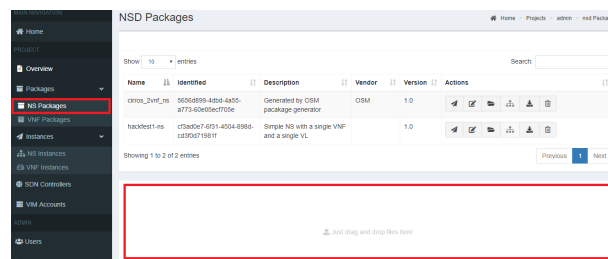 MAIN NAVIGATION
Home
PROJECT
Overview
Packages
NS Packages
VNF Packages
Instances
NS Instances
VNF Instances
SDN Controllers
VIM Accounts
ADMIN
Users
NSD Packages
Home - Projects - admin - nsd Packa
Show 10 entries
Search:
Name Identified Description Vendor Version Actions
cirros_2vnf_ns 5656d899-4dbd-4a55- Generated by OSM OSM 1.0
a773-60e05ecf705e pacakage generator
hackfest1-ns cf3ad0e7-6f31-4504-898d- Simple NS with a single VNF 1.0
cd3f0d71981f and a single VL
Showing 1 to 2 of 2 entries
Previous 1 Next
Just drag and drop files here